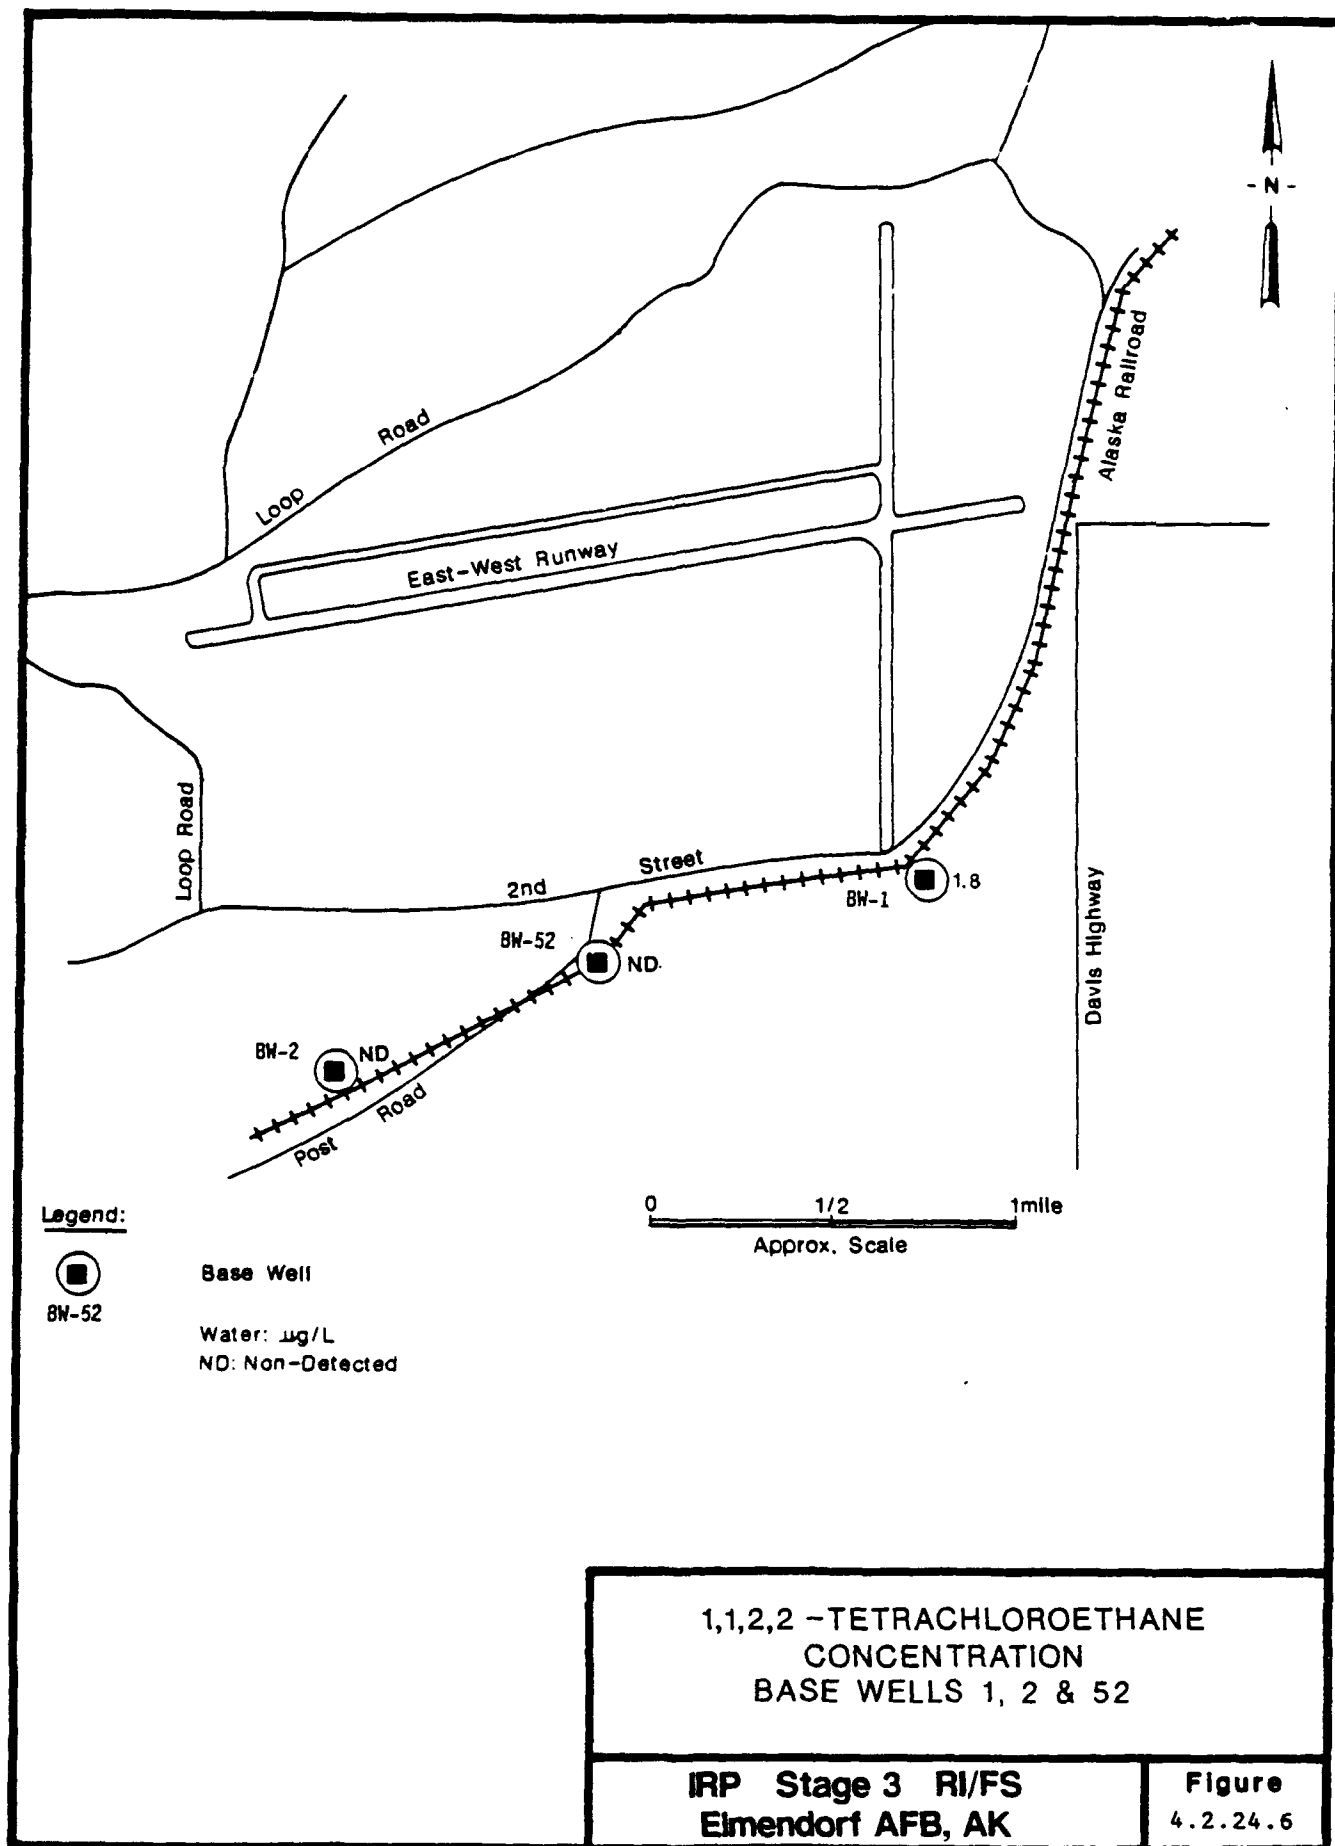 - N -
Alaska Railroad
Road
Loop
East-West Runway
Loop Road
Street
2nd
BW-1
1.8
Davis Highway
BW-52
ND
BW-2
ND
Road
Post
0 1/2 1mile
Approx. Scale
Legend:
Base Well
BW-52
Water: µg/L
ND: Non-Detected
1,1,2,2 -TETRACHLOROETHANE
CONCENTRATION
BASE WELLS 1, 2 & 52
IRP Stage 3 RI/FS
Elmendorf AFB, AK
Figure
4.2.24.6